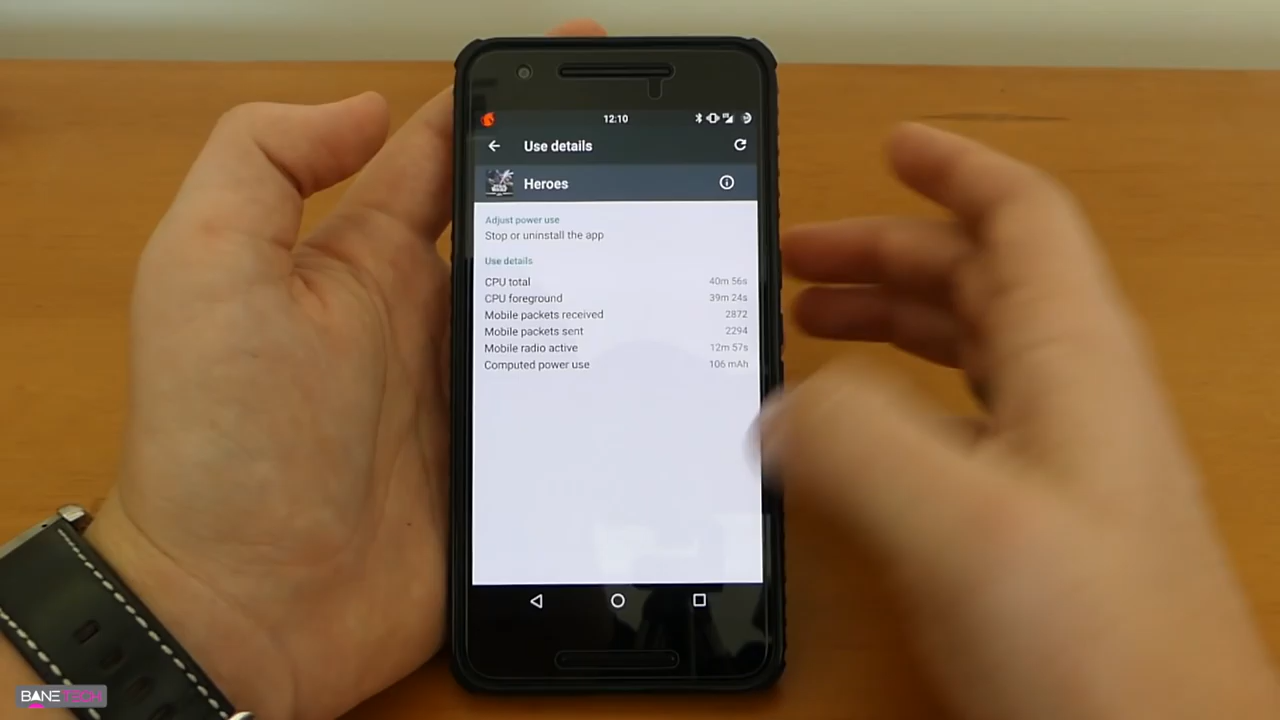 12:10
Use details
Heroes
Adjust power use
Stop or uninstall the app
Use details
CPU total 40m 56s
CPU foreground 39m 24s
Mobile packets received 2872
Mobile packets sent 2294
Mobile radio active 12m 57s
Computed power use 106 mAh
BANETECH